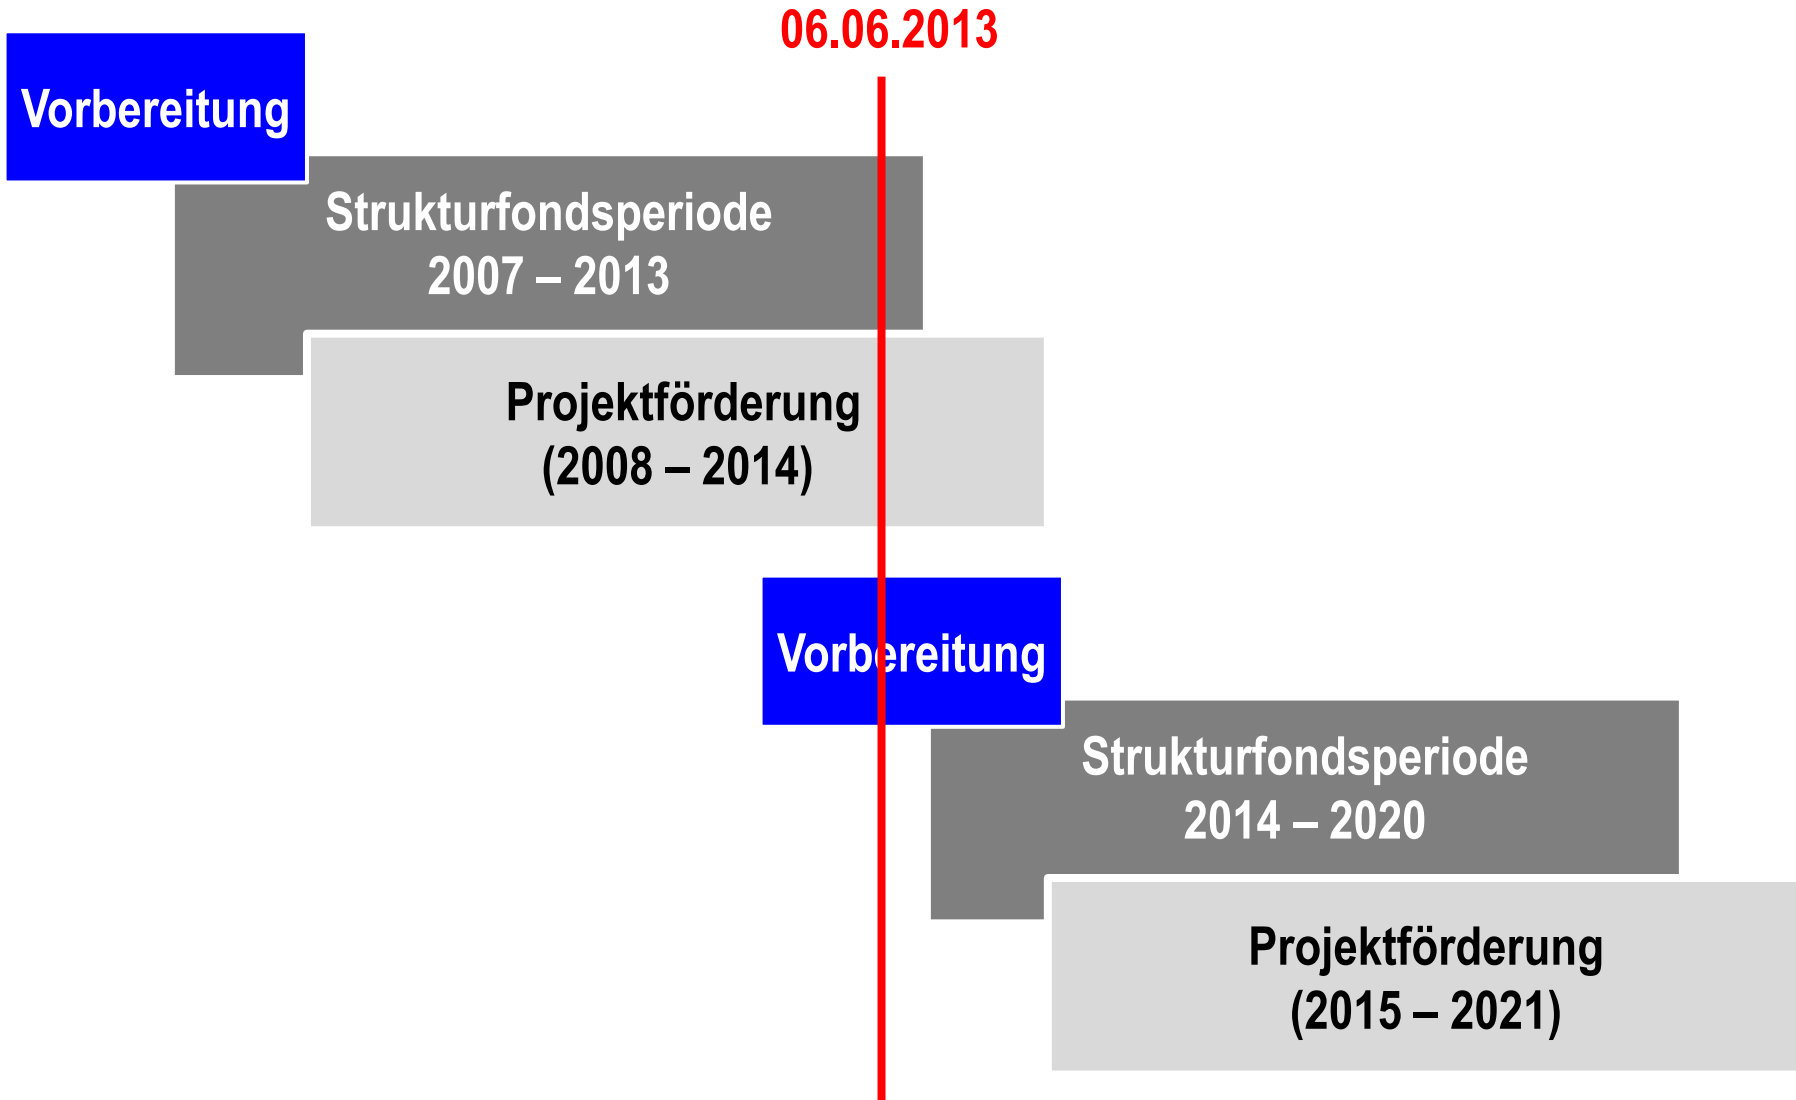 06.06.2013
Vorbereitung
Strukturfondsperiode
2007 – 2013
Projektförderung
(2008 – 2014)
Vorbereitung
Strukturfondsperiode
2014 – 2020
Projektförderung
(2015 – 2021)